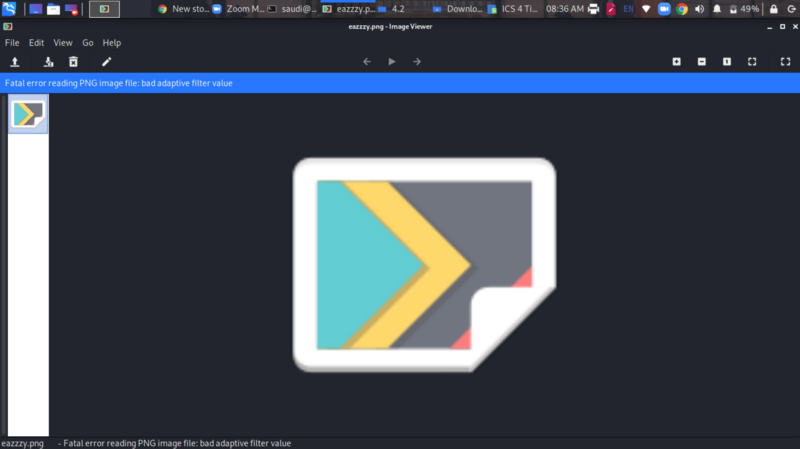 New sto... Zoom M... saudi@... eazzzy.p... 4.2 Downlo... ICS 4 Ti... 08:36 AM EN 49%
eazzzy.png - Image Viewer
File Edit View Go Help
Fatal error reading PNG image file: bad adaptive filter value
eazzzy.png - Fatal error reading PNG image file: bad adaptive filter value